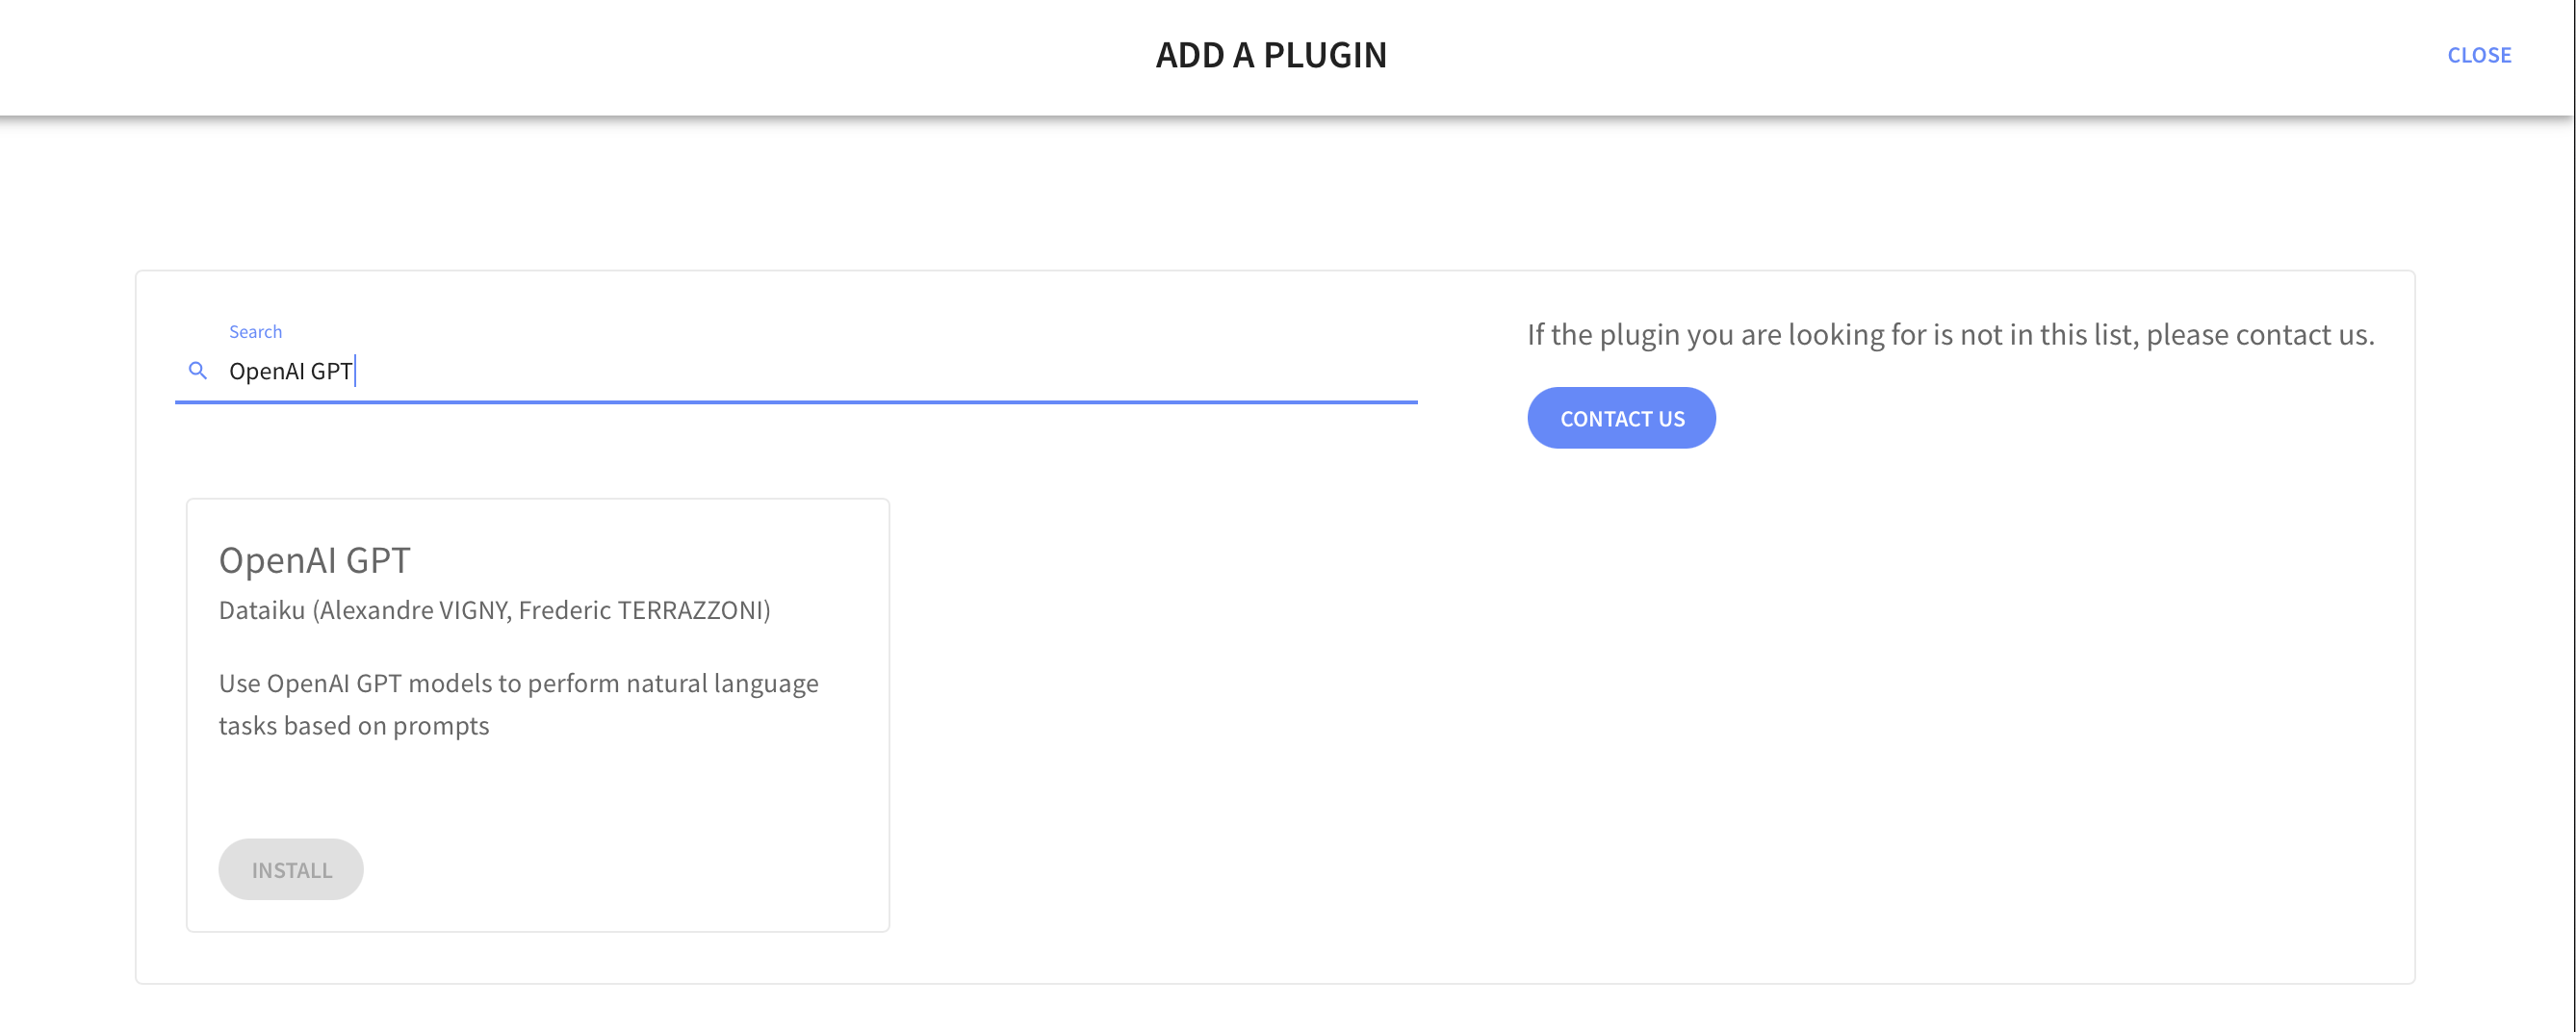 ADD A PLUGIN
CLOSE
Search
OpenAI GPT
If the plugin you are looking for is not in this list, please contact us.
CONTACT US
OpenAI GPT
Dataiku (Alexandre VIGNY, Frederic TERRAZZONI)
Use OpenAI GPT models to perform natural language
tasks based on prompts
INSTALL